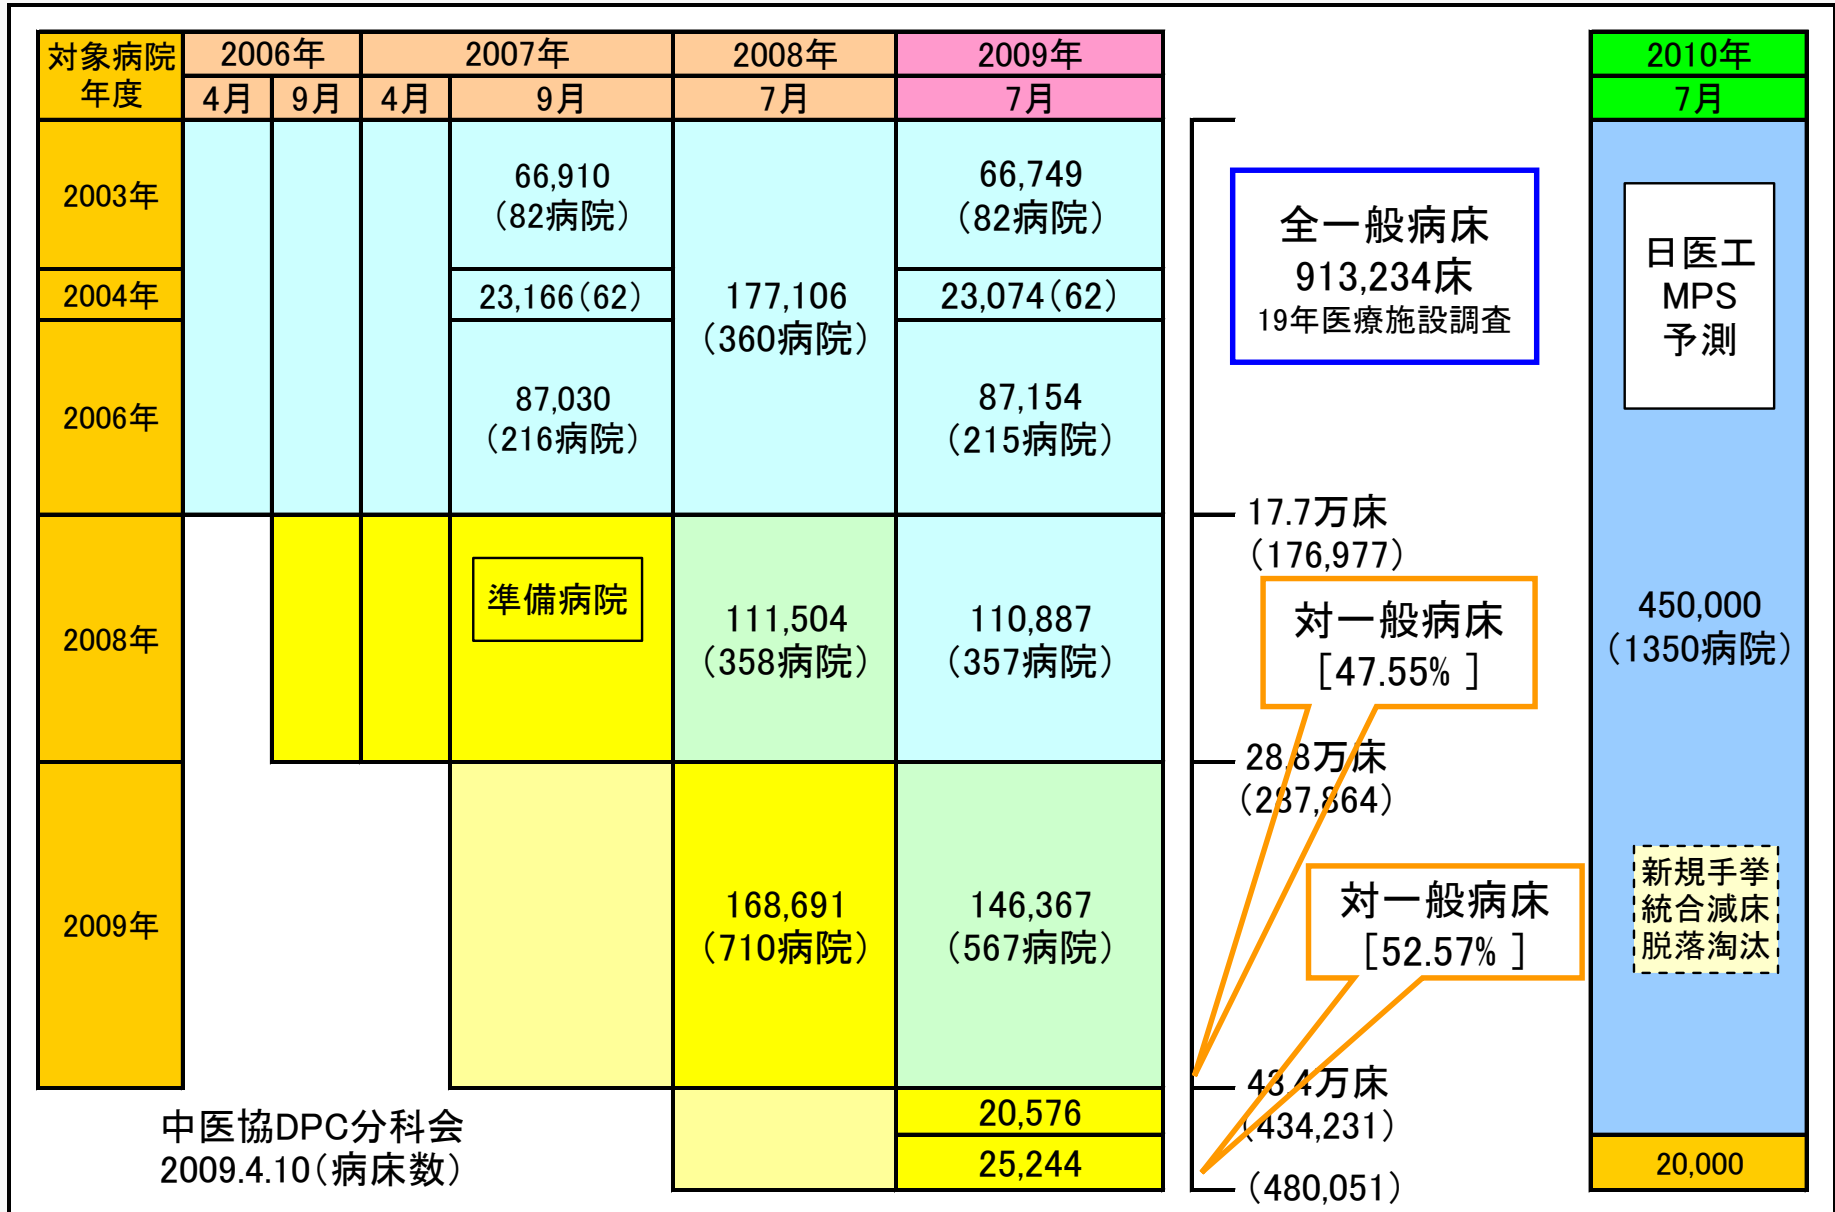 対象病院
年度
2006年
2007年
2008年
2009年
2010年
4月
9月
4月
9月
7月
7月
7月
2003年
66,910
(82病院)
66,749
(82病院)
2004年
23,166(62)
177,106
(360病院)
23,074(62)
2006年
87,030
(216病院)
87,154
(215病院)
全一般病床
913,234床
19年医療施設調査
日医工
MPS
予測
17.7万床
(176,977)
2008年
準備病院
111,504
(358病院)
110,887
(357病院)
対一般病床
[47.55% ]
450,000
(1350病院)
28.8万床
(287,864)
2009年
168,691
(710病院)
146,367
(567病院)
対一般病床
[52.57% ]
新規手挙
統合減床
脱落淘汰
43.4万床
(434,231)
20,576
25,244
(480,051)
20,000
中医協DPC分科会
2009.4.10(病床数)